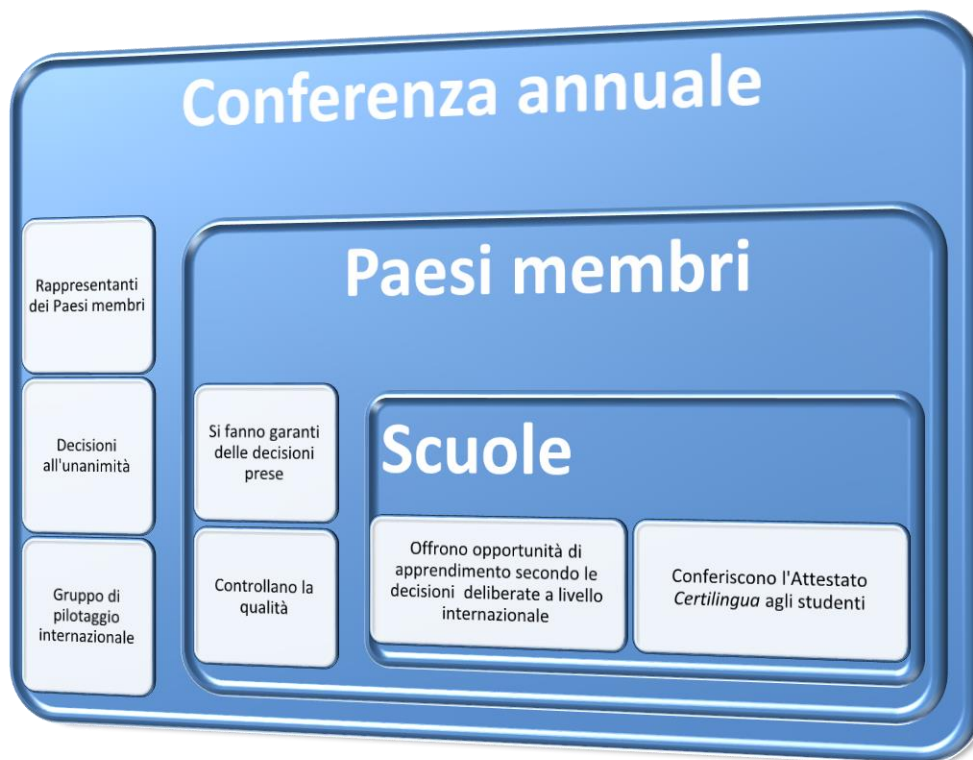 Conferenza annuale
Rappresentanti
dei Paesi membri
Decisioni
all'unanimità
Gruppo di
pilotaggio
internazionale
Paesi membri
Si fanno garanti
delle decisioni
prese
Controllano la
qualità
Scuole
Offrono opportunità di
apprendimento secondo le
decisioni deliberate a livello
internazionale
Conferiscono l'Attestato
Certilingua agli studenti